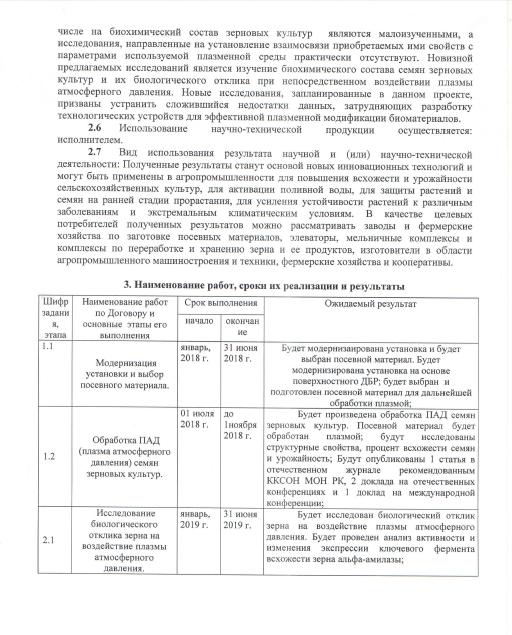 числе на биохимический состав зерновых культур являются малоизученными, а
исследования, направленные на установление взаимосвязи приобретаемых ими свойств с
параметрами используемой плазменной среды практически отсутствуют. Новизной
предлагаемых исследований является изучение биохимического состава семян зерновых
культур и их биологического отклика при непосредственном воздействии плазмы
атмосферного давления. Новые исследования, запланированные в данном проекте,
призваны устранить сложившийся недостатки данных, затрудняющих разработку
технологических устройств для эффективной плазменной модификации биоматериалов.
2.6 Использование научно-технической продукции осуществляется:
исполнителем.
2.7 Вид использования результата научной и (или) научно-технической
деятельности: Полученные результаты станут основой новых инновационных технологий и
могут быть применены в агропромышленности для повышения всхожести и урожайности
сельскохозяйственных культур, для активации поливной воды, для защиты растений и
семян на ранней стадии прорастания, для усиления устойчивости растений к различным
заболеваниям и экстремальным климатическим условиям. В качестве целевых
потребителей полученных результатов можно рассматривать заводы и фермерские
хозяйства по заготовке посевных материалов, элеваторы, мельничные комплексы и
комплексы по переработке и хранению зерна и ее продуктов, изготовители в области
агропромышленного машиностроения и техники, фермерские хозяйства и кооперативы.
3. Наименование работ, сроки их реализации и результаты
Шифр
задани
я,
этапа
Наименование работ
по Договору и
основные этапы его
выполнения
Срок выполнения
начало
окончан
ие
Ожидаемый результат
1.1
Модернизация
установки и выбор
посевного материала.
январь,
2018 г.
31 июня
2018 г.
Будет модернизаирована установка и будет
выбран посевной материал. Будет
модернизирована установка на основе
поверхностного ДБР; будет выбран и
подготовлен посевной материал для дальнейшей
обработки плазмой;
1.2
Обработка ПАД
(плазма атмосферного
давления) семян
зерновых культур.
01 июля
2018 г.
до
1ноября
2018 г.
Будет произведена обработка ПАД семян
зерновых культур. Посевной материал будет
обработан плазмой; будут исследованы
структурные свойства, процент всхожести семян
и урожайность; Будут опубликованы 1 статья в
отечественном журнале рекомендованным
ККСОН МОН РК, 2 доклада на отечественных
конференциях и 1 доклад на международной
конференции;
2.1
Исследование
биологического
отклика зерна на
воздействие плазмы
атмосферного
давления.
январь,
2019 г.
31 июня
2019 г.
Будет исследован биологический отклик
зерна на воздействие плазмы атмосферного
давления. Будет проведен анализ активности и
изменения экспрессии ключевого фермента
всхожести зерна альфа-амилазы;